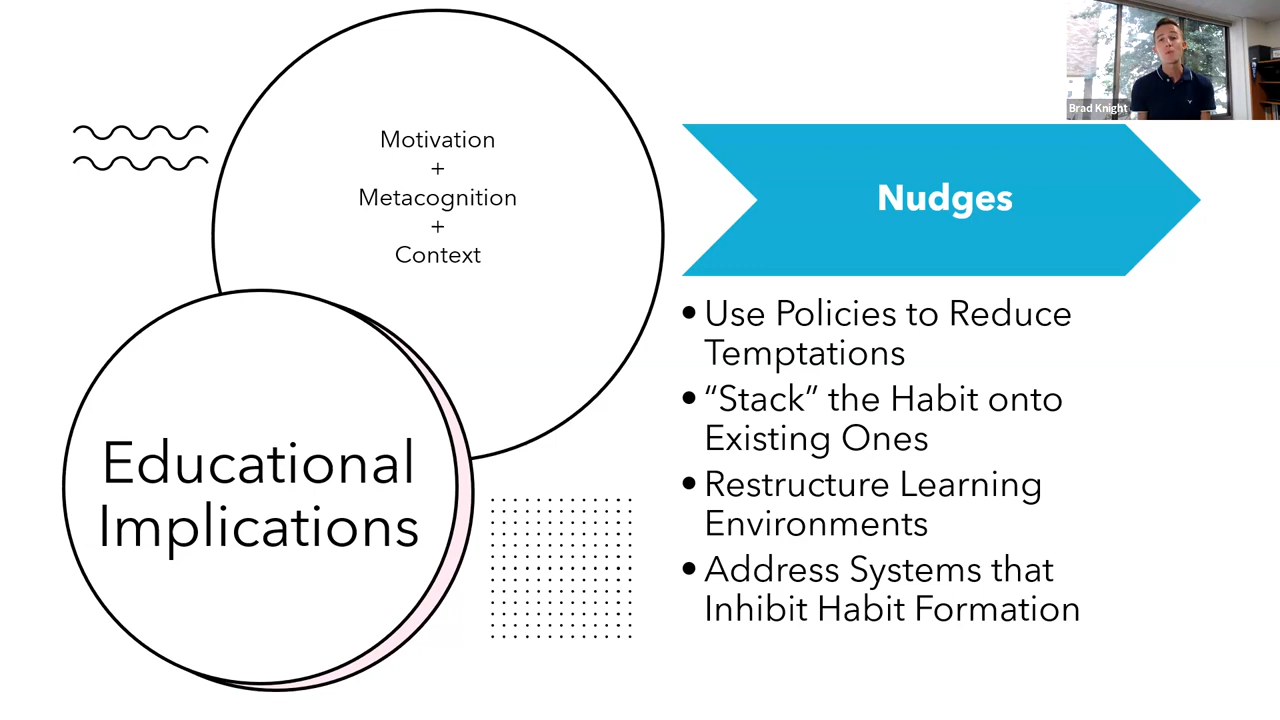 Brad Knight
Motivation
+
Metacognition
+
Context
Educational
Implications
Nudges
• Use Policies to Reduce
Temptations
• “Stack” the Habit onto
Existing Ones
• Restructure Learning
Environments
• Address Systems that
Inhibit Habit Formation